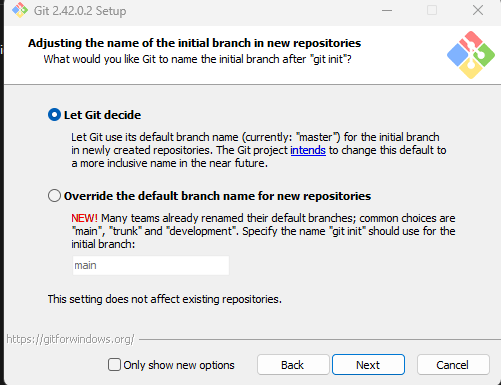 Git 2.42.0.2 Setup
Adjusting the name of the initial branch in new repositories
What would you like Git to name the initial branch after "git init"?
Let Git decide
Let Git use its default branch name (currently: "master") for the initial branch
in newly created repositories. The Git project intends to change this default to
a more inclusive name in the near future.
Override the default branch name for new repositories
NEW! Many teams already renamed their default branches; common choices are
"main", "trunk" and "development". Specify the name "git init" should use for the
initial branch:
main
This setting does not affect existing repositories.
https://gitforwindows.org/
Only show new options
Back
Next
Cancel